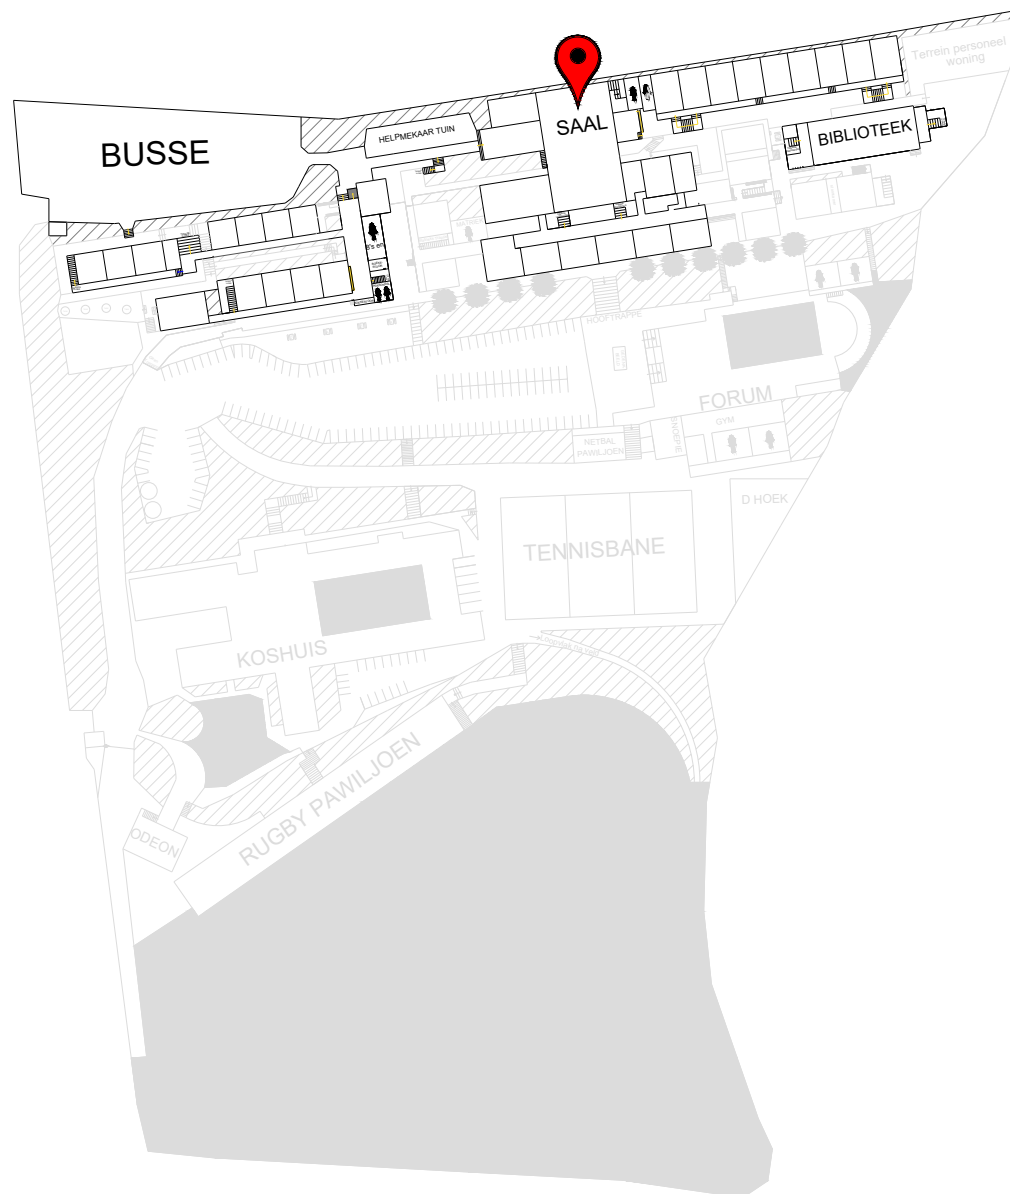 Terrein personeel
woning
SAAL
HELPMEKAAR TUIN
BIBLIOTEEK
BUSSE
B's en
HOOFTRAPPE
FORUM
GYM
NETBAL
PAWILJOEN
D HOEK
TENNISBANE
KOSHUIS
RUGBY PAWILJOEN
ODEON